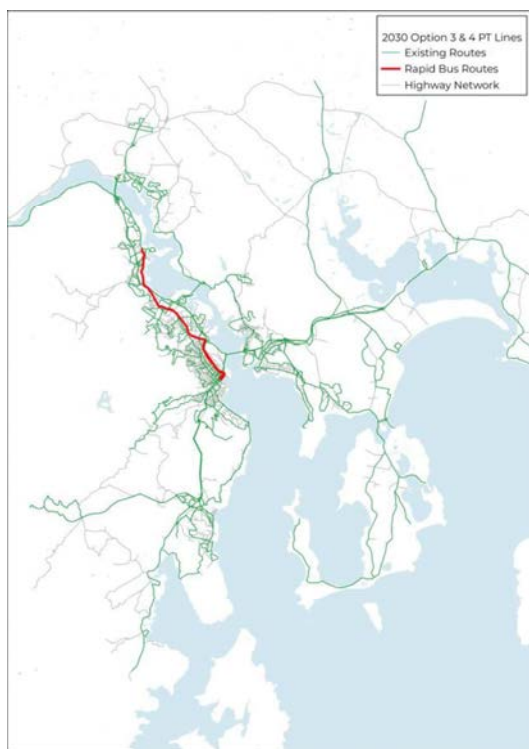 2030 Option 3 & 4 PT Lines
Existing Routes
Rapid Bus Routes
Highway Network